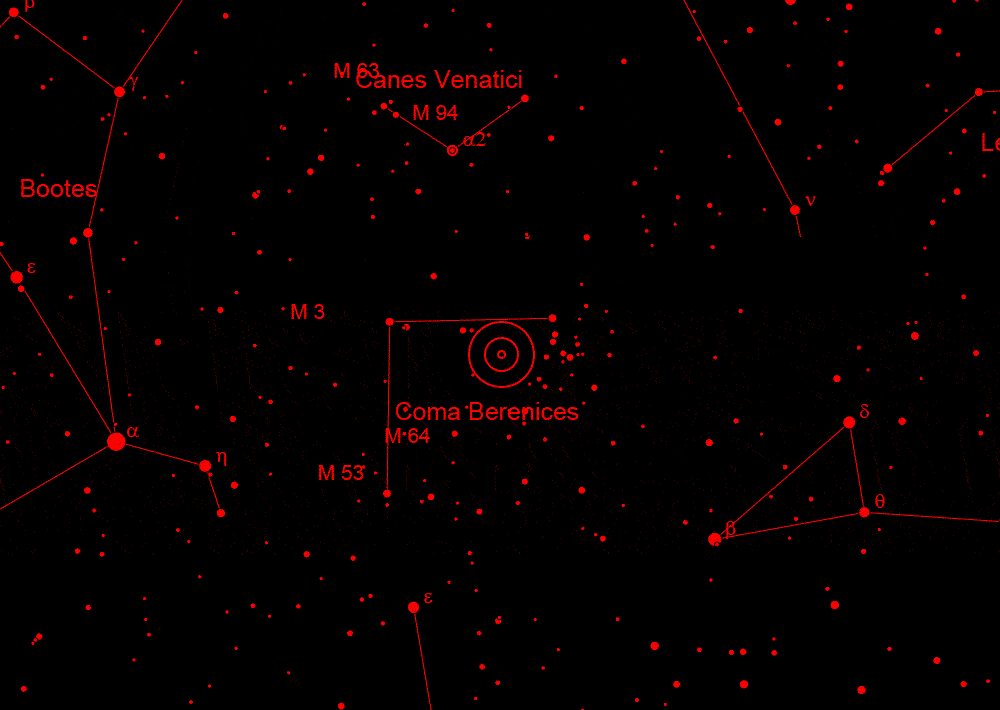 β
γ
M 63
Canes Venatici
M 94
α2
Le
Bootes
ν
ε
M 3
Coma Berenices
δ
α
M 64
η
M 53
θ
β
ε